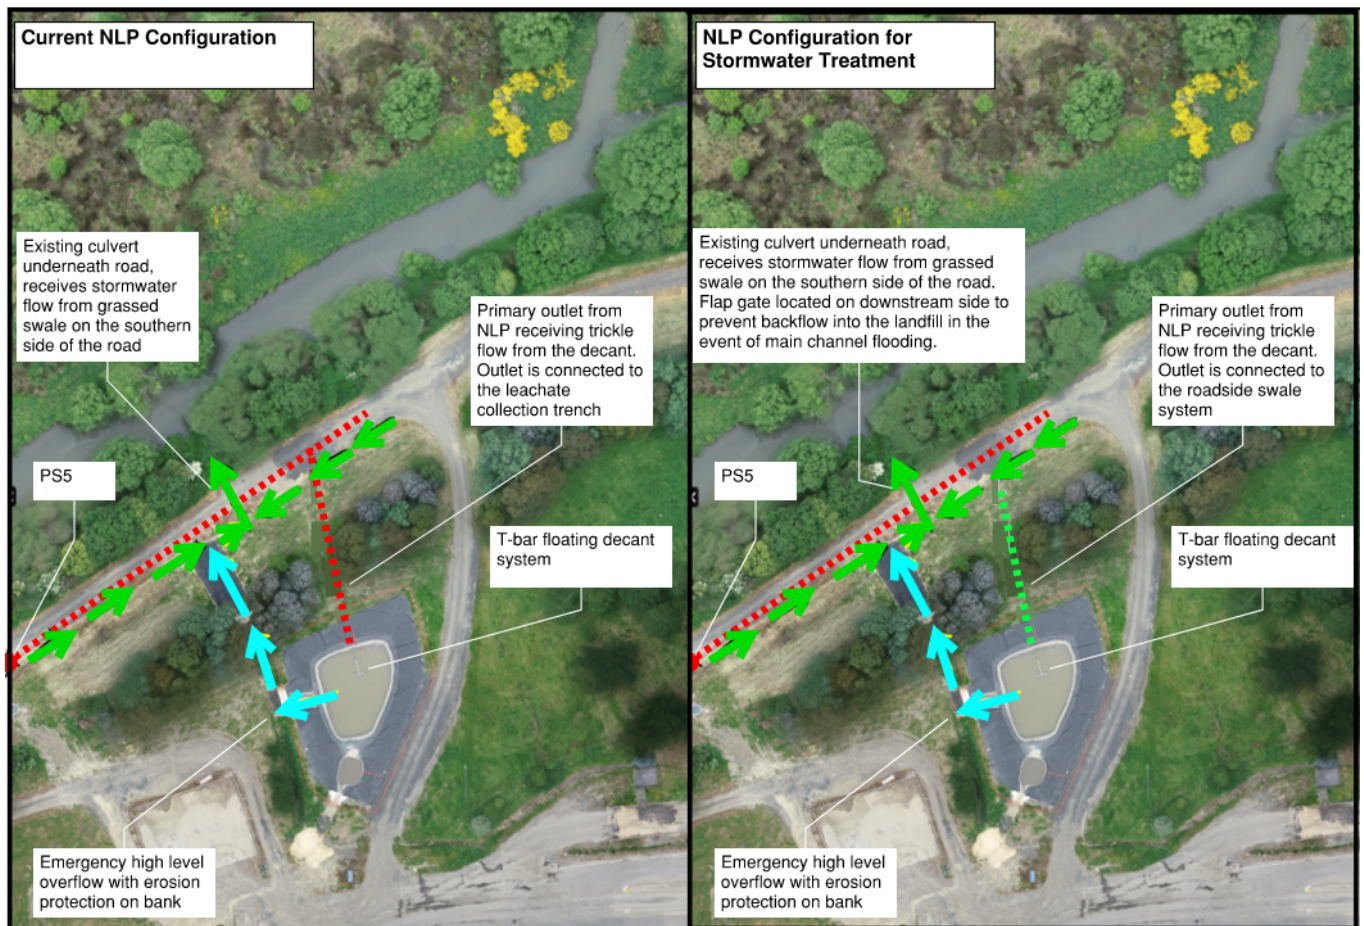 Current NLP Configuration
Existing culvert
underneath road,
receives stormwater
flow from grassed
swale on the southern
side of the road
Primary outlet from
NLP receiving trickle
flow from the decant.
Outlet is connected to
the leachate
collection trench
PS5
T-bar floating decant
system
Emergency high level
overflow with erosion
protection on bank
NLP Configuration for
Stormwater Treatment
Existing culvert underneath road,
receives stormwater flow from grassed
swale on the southern side of the road.
Flap gate located on downstream side to
prevent backflow into the landfill in the
event of main channel flooding.
Primary outlet from
NLP receiving trickle
flow from the decant.
Outlet is connected to
the roadside swale
system
PS5
T-bar floating decant
system
Emergency high level
overflow with erosion
protection on bank